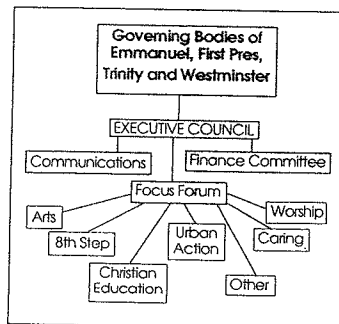 Governing Bodies of
Emmanuel, First Pres,
Trinity and Westminster
EXECUTIVE COUNCIL
Communications
Finance Committee
Focus Forum
Arts
Worship
8th Step
Urban
Action
Caring
Christian
Education
Other